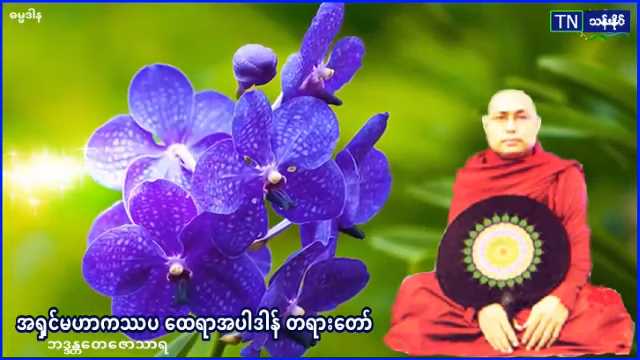 ဓမ္မဒါန
TN သန်းနိုင်
အရှင်မဟာကဿပ ထေရာအပါဒါန် တရားတော်
ဘဒ္ဒန္တတေဇောသာရ